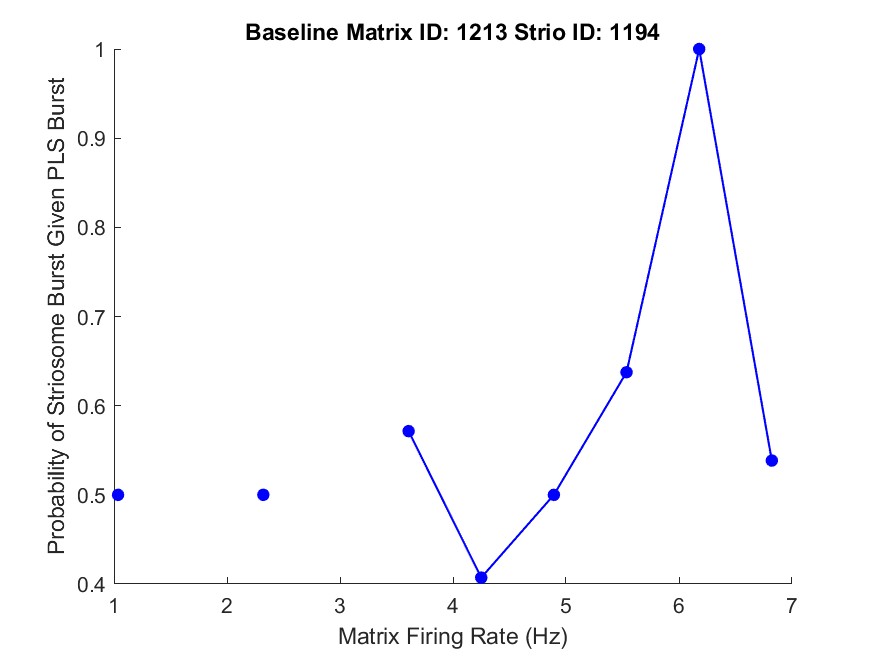 Baseline Matrix ID: 1213 Strio ID: 1194
Probability of Striosome Burst Given PLS Burst
1
0.9
0.8
0.7
0.6
0.5
0.4
1 2 3 4 5 6 7
Matrix Firing Rate (Hz)